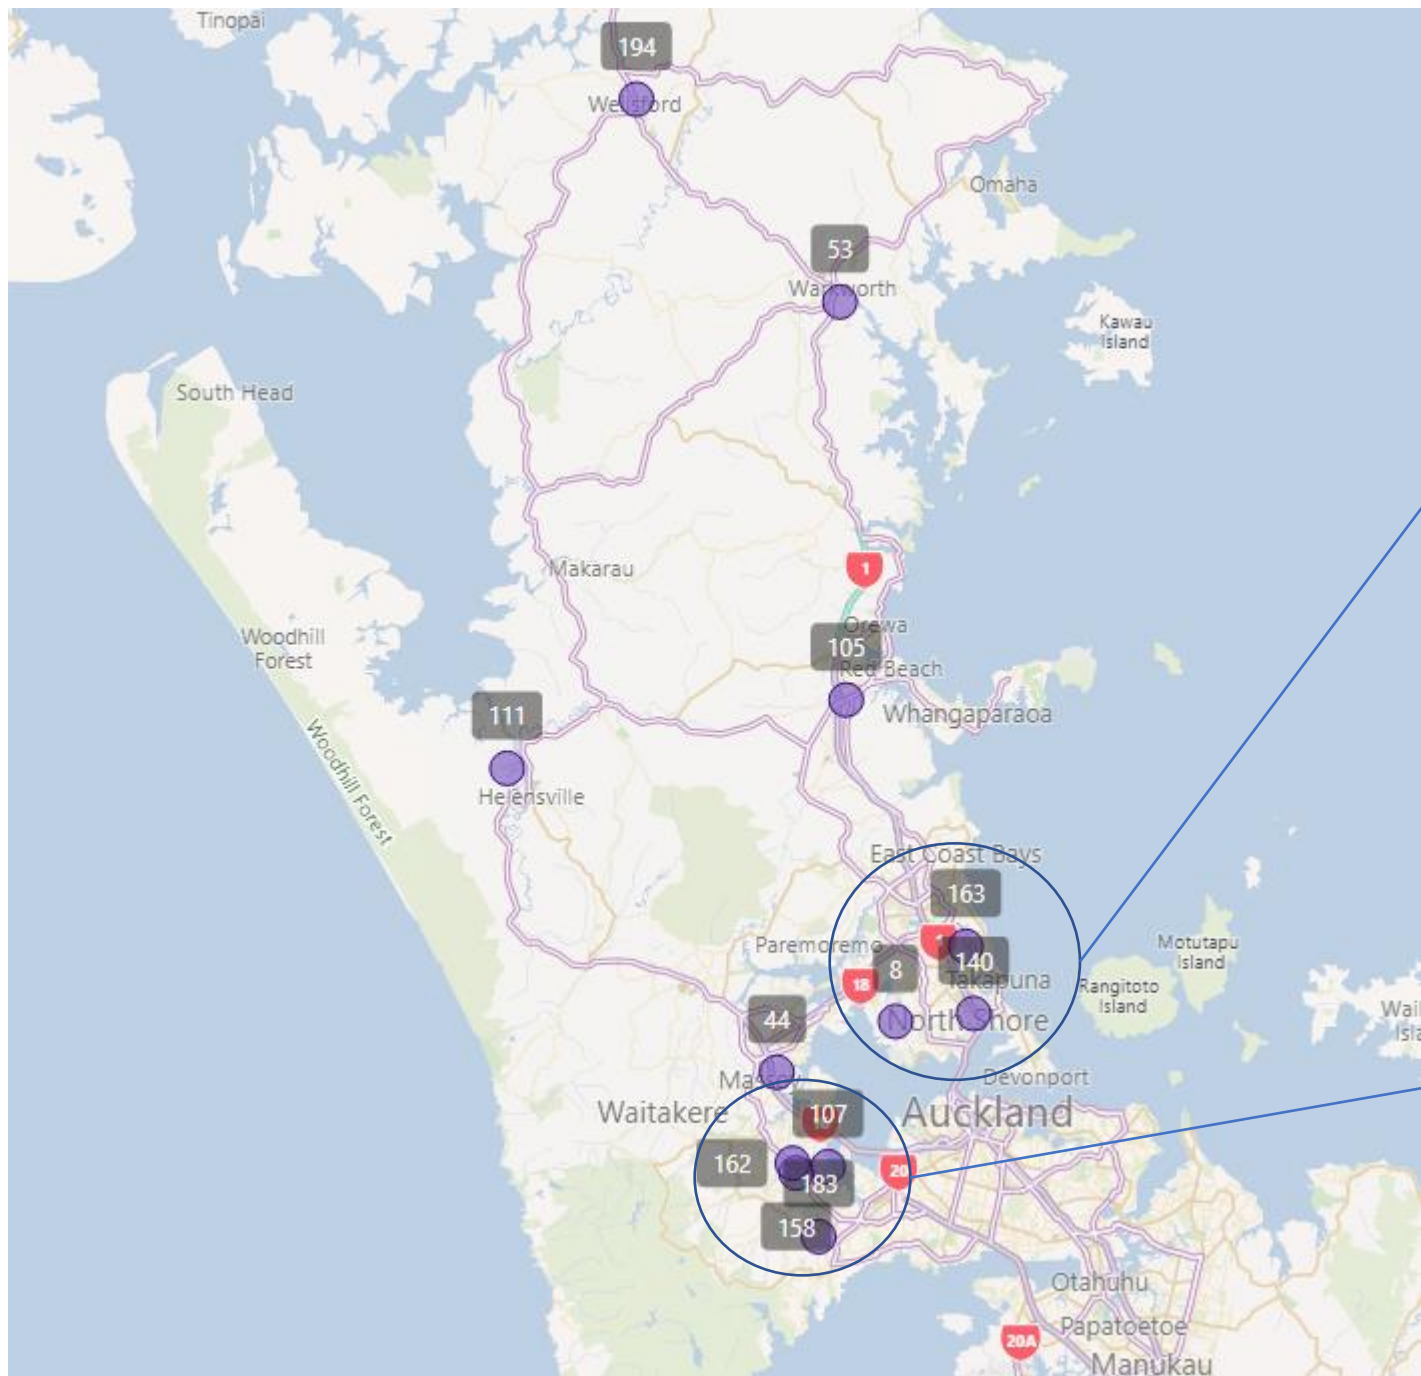 Tinopāi
194
Wellsford
Omaha
53
Warkworth
Kawau
Island
South Head
1
Makarau
Orewa
Woodhill
Forest
105
Red Beach
111
Whangaparaoa
Woodhill Forest
Helensville
East Coast Bays
163
Paremoremo
Motutapu
Island
8
140
Takapuna
18
Rangitoto
Island
44
North Shore
Massey
Devonport
Waitakere
107
Auckland
162
20
183
158
Otahuhu
Papatoetoe
20A
Manukau